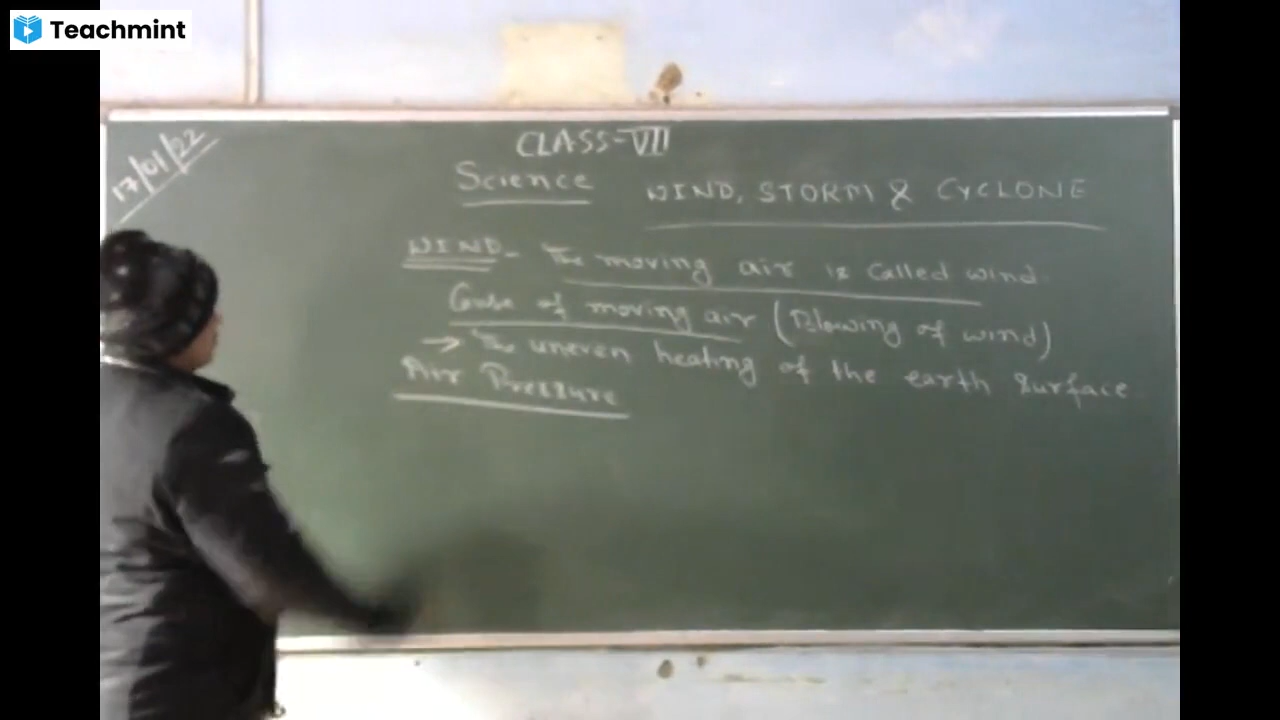 Teachmint
17/01/22
CLASS-VII
Science WIND, STORM & CYCLONE
WIND - The moving air is called wind.
Cause of moving air (Blowing of wind)
→ The uneven heating of the earth surface
Air Pressure